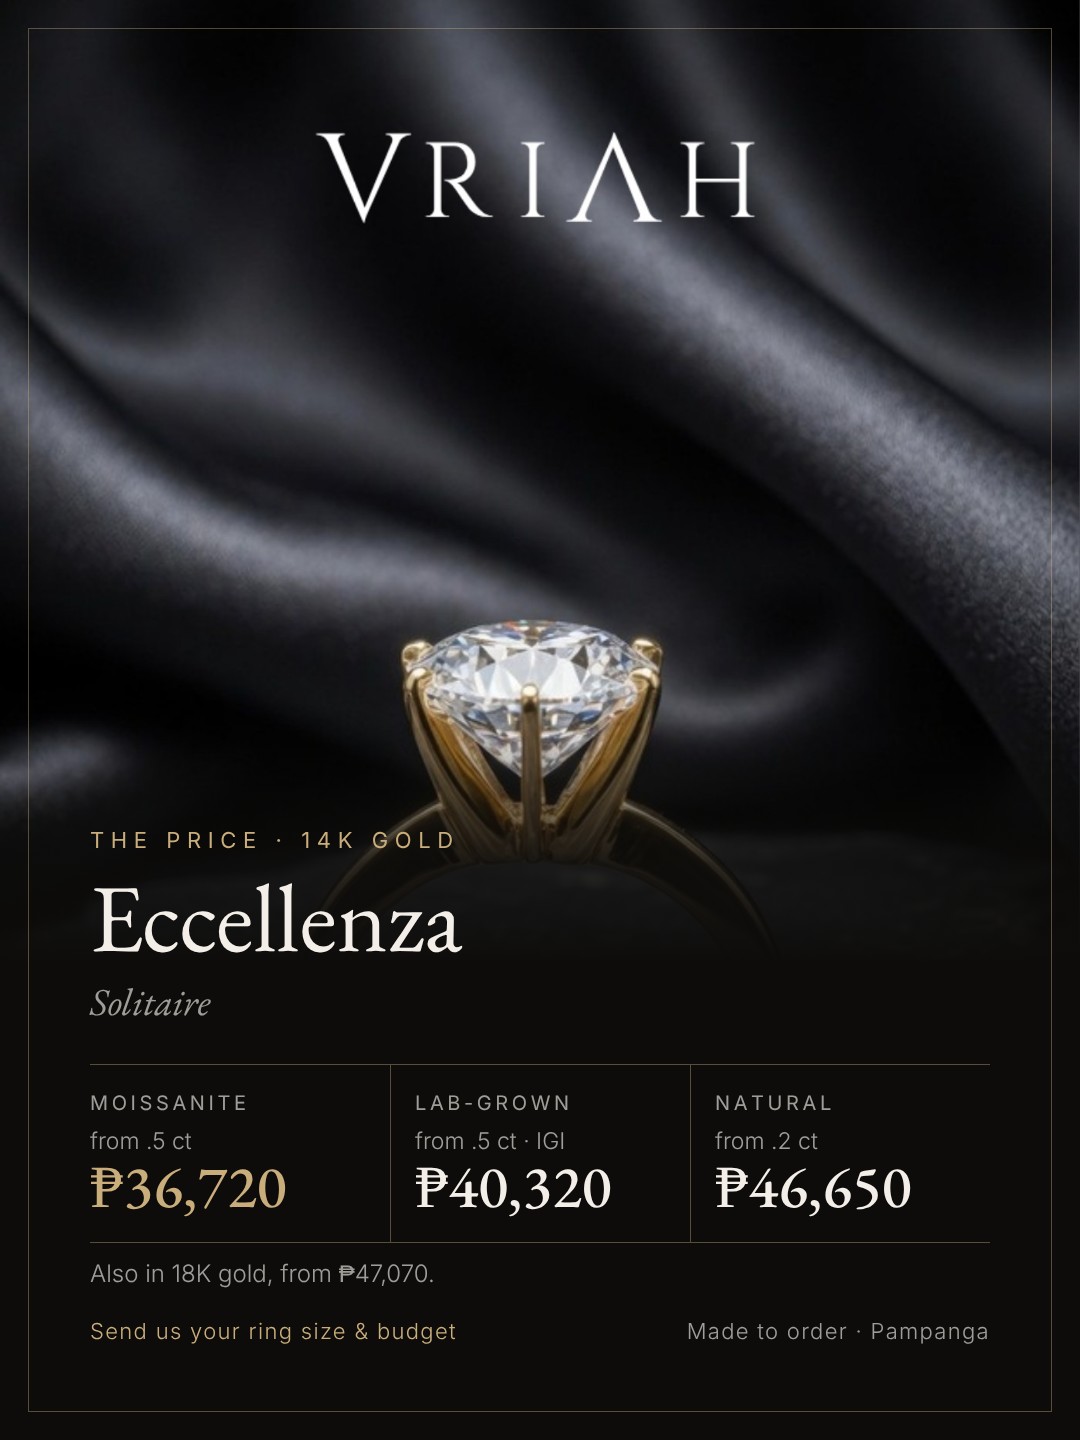 VRIAH
THE PRICE · 14K GOLD
Eccellenza
Solitaire
MOISSANITE
from .5 ct
₱36,720
LAB-GROWN
from .5 ct · IGI
₱40,320
NATURAL
from .2 ct
₱46,650
Also in 18K gold, from ₱47,070.
Send us your ring size & budget
Made to order · Pampanga